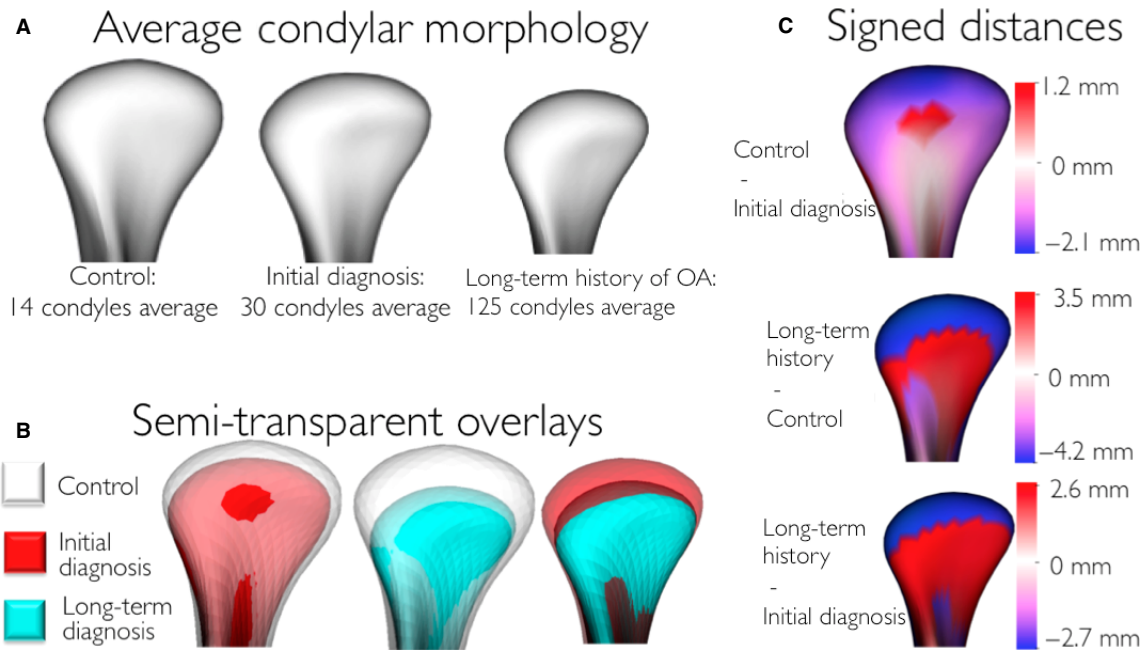 A
Average condylar morphology
Control:
14 condyles average
Initial diagnosis:
30 condyles average
Long-term history of OA:
125 condyles average
B
Semi-transparent overlays
Control
Initial
diagnosis
Long-term
diagnosis
C
Signed distances
Control
-
Initial diagnosis
1.2 mm
0 mm
−2.1 mm
Long-term
history
-
Control
3.5 mm
0 mm
−4.2 mm
Long-term
history
-
Initial diagnosis
2.6 mm
0 mm
−2.7 mm